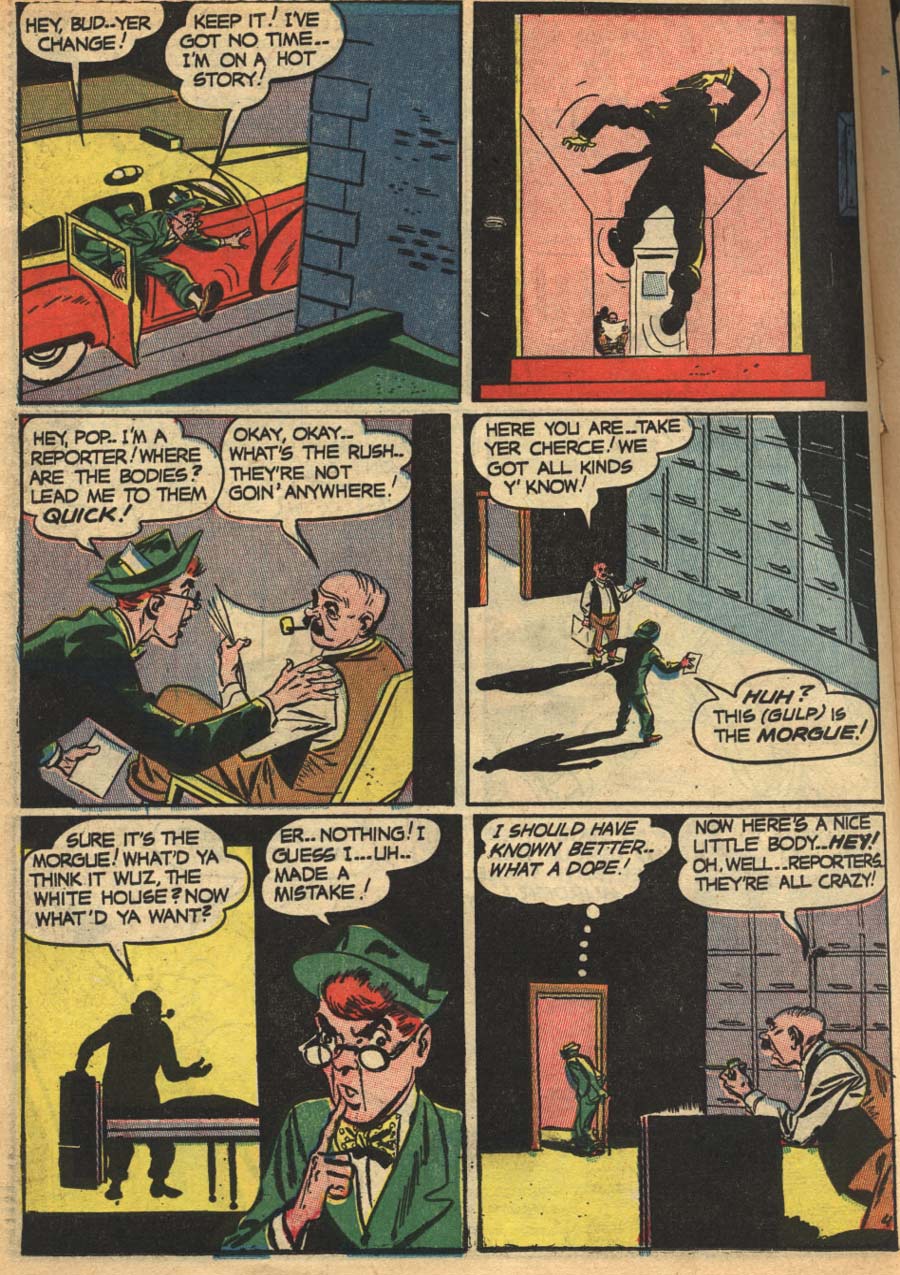 HEY, BUD..YER
CHANGE!
KEEP IT! I'VE
GOT NO TIME..
I'M ON A HOT
STORY!
HEY, POP.. I'M A
REPORTER! WHERE
ARE THE BODIES?
LEAD ME TO THEM
QUICK!
OKAY, OKAY..
WHAT'S THE RUSH..
THEY'RE NOT
GOIN' ANYWHERE!
HERE YOU ARE...TAKE
YER CHERCE! WE
GOT ALL KINDS
Y' KNOW!
HUH?
THIS (GULP) IS
THE MORGUE!
SURE IT'S THE
MORGUE! WHAT'D YA
THINK IT WUZ, THE
WHITE HOUSE? NOW
WHAT'D YA WANT?
ER.. NOTHING! I
GUESS I...UH..
MADE A
MISTAKE!
I SHOULD HAVE
KNOWN BETTER..
WHAT A DOPE!
NOW HERE'S A NICE
LITTLE BODY..HEY!
OH, WELL...REPORTERS..
THEY'RE ALL CRAZY!
4